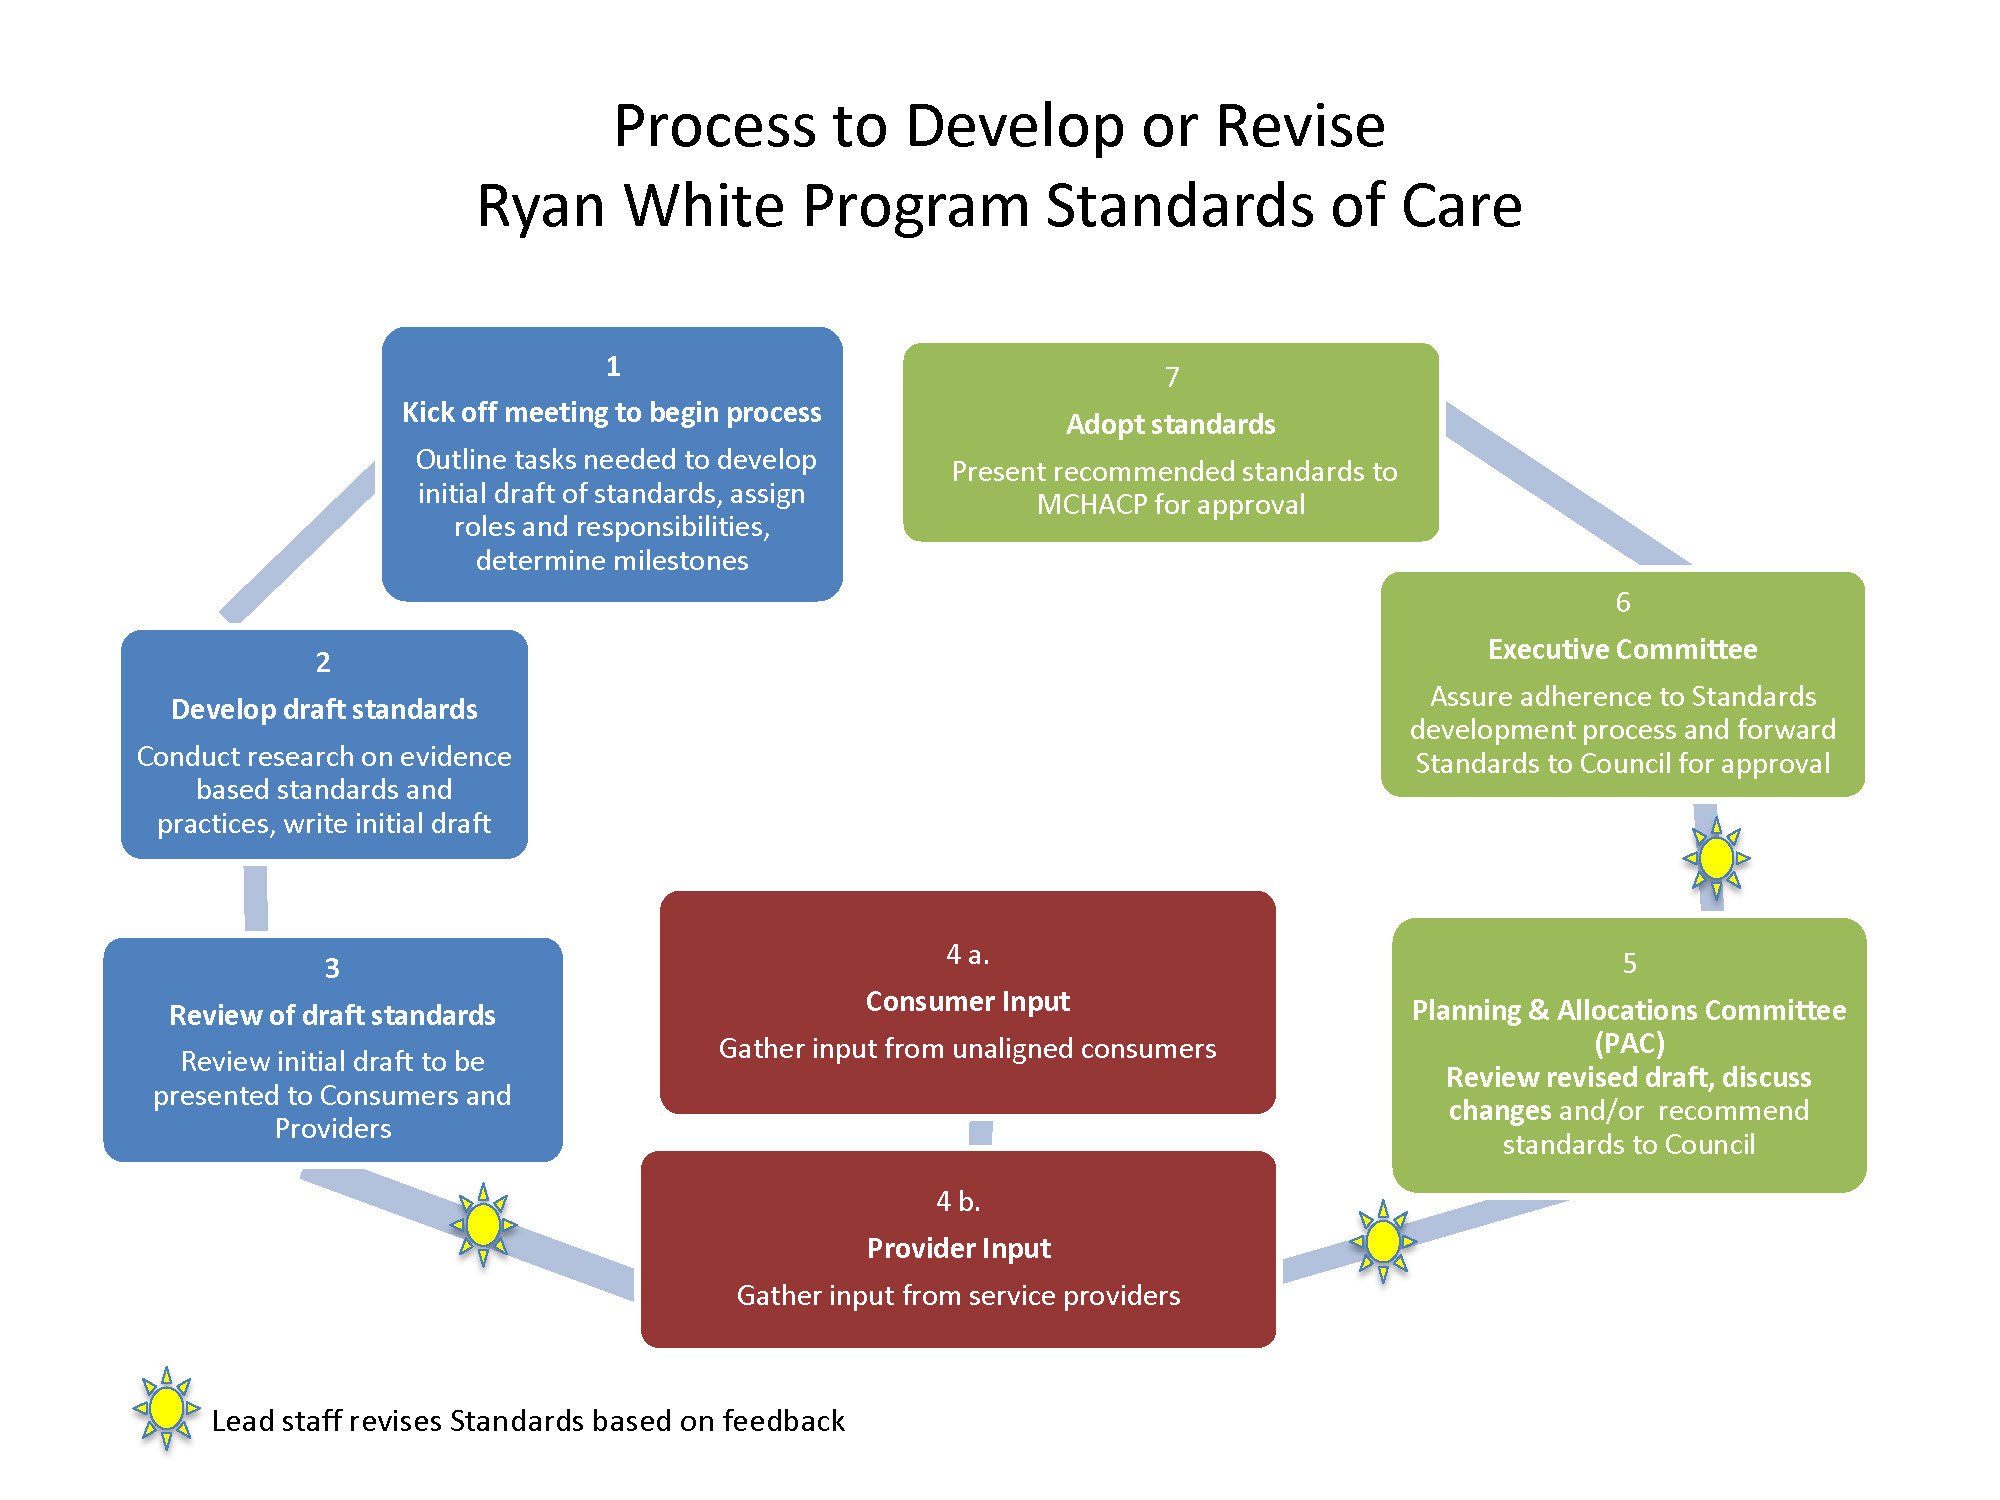 Process to Develop or Revise
Ryan White Program Standards of Care
1
Kick off meeting to begin process
Outline tasks needed to develop
initial draft of standards, assign
roles and responsibilities,
determine milestones
2
Develop draft standards
Conduct research on evidence
based standards and
practices, write initial draft
3
Review of draft standards
Review initial draft to be
presented to Consumers and
Providers
4 a.
Consumer Input
Gather input from unaligned consumers
4 b.
Provider Input
Gather input from service providers
5
Planning & Allocations Committee
(PAC)
Review revised draft, discuss
changes and/or recommend
standards to Council
6
Executive Committee
Assure adherence to Standards
development process and forward
Standards to Council for approval
7
Adopt standards
Present recommended standards to
MCHACP for approval
Lead staff revises Standards based on feedback